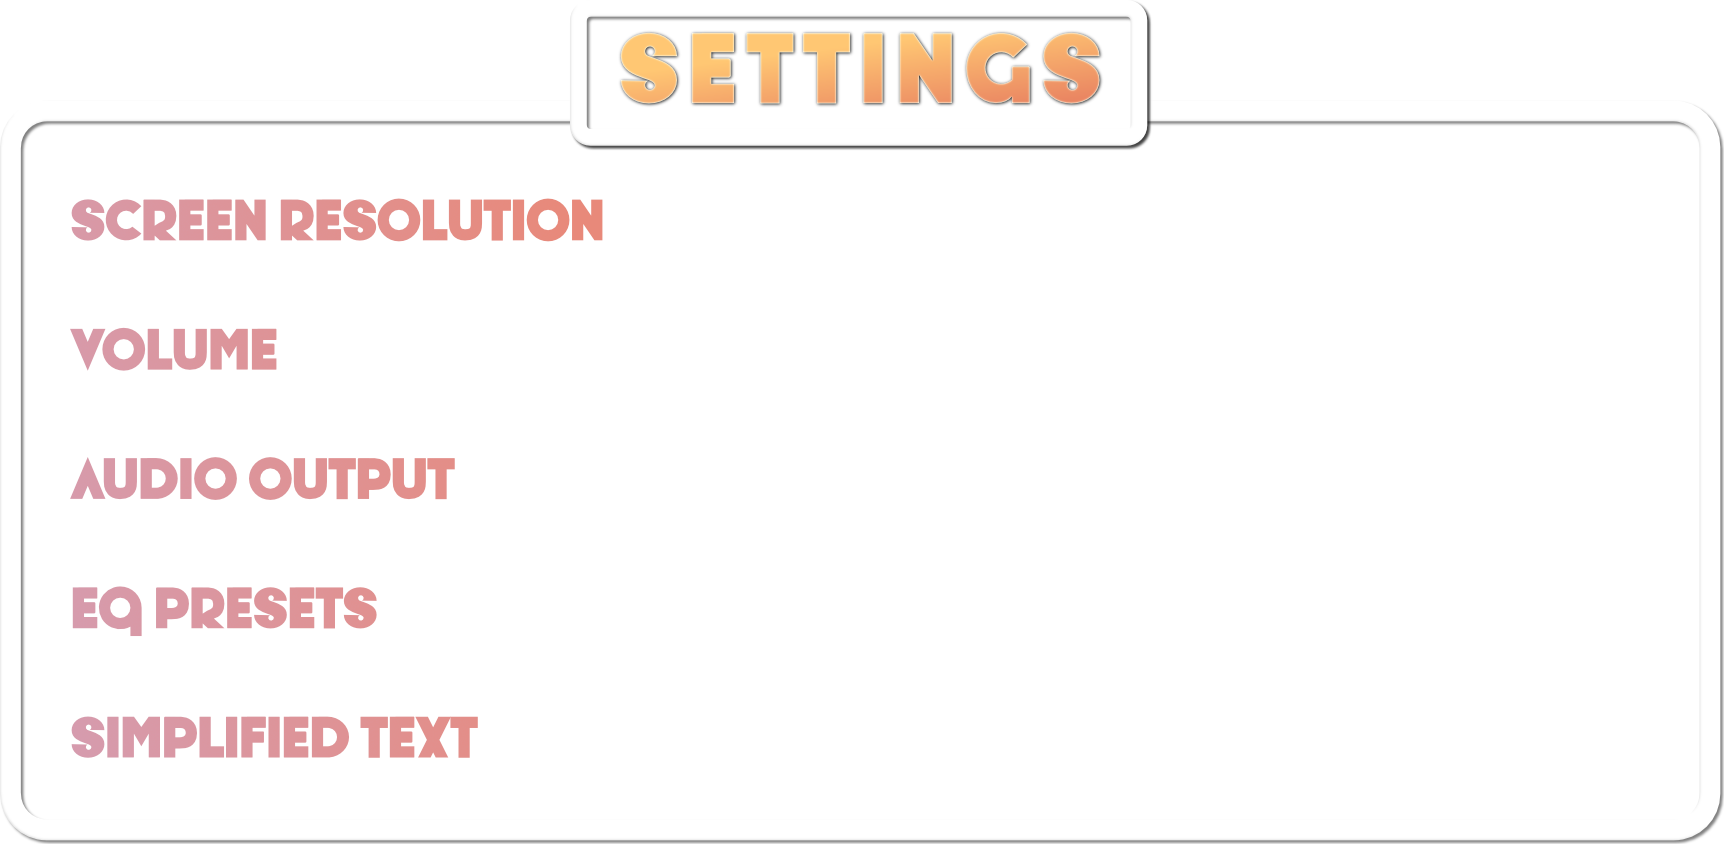 SETTINGS
SCREEN RESOLUTION
VOLUME
AUDIO OUTPUT
EQ PRESETS
SIMPLIFIED TEXT